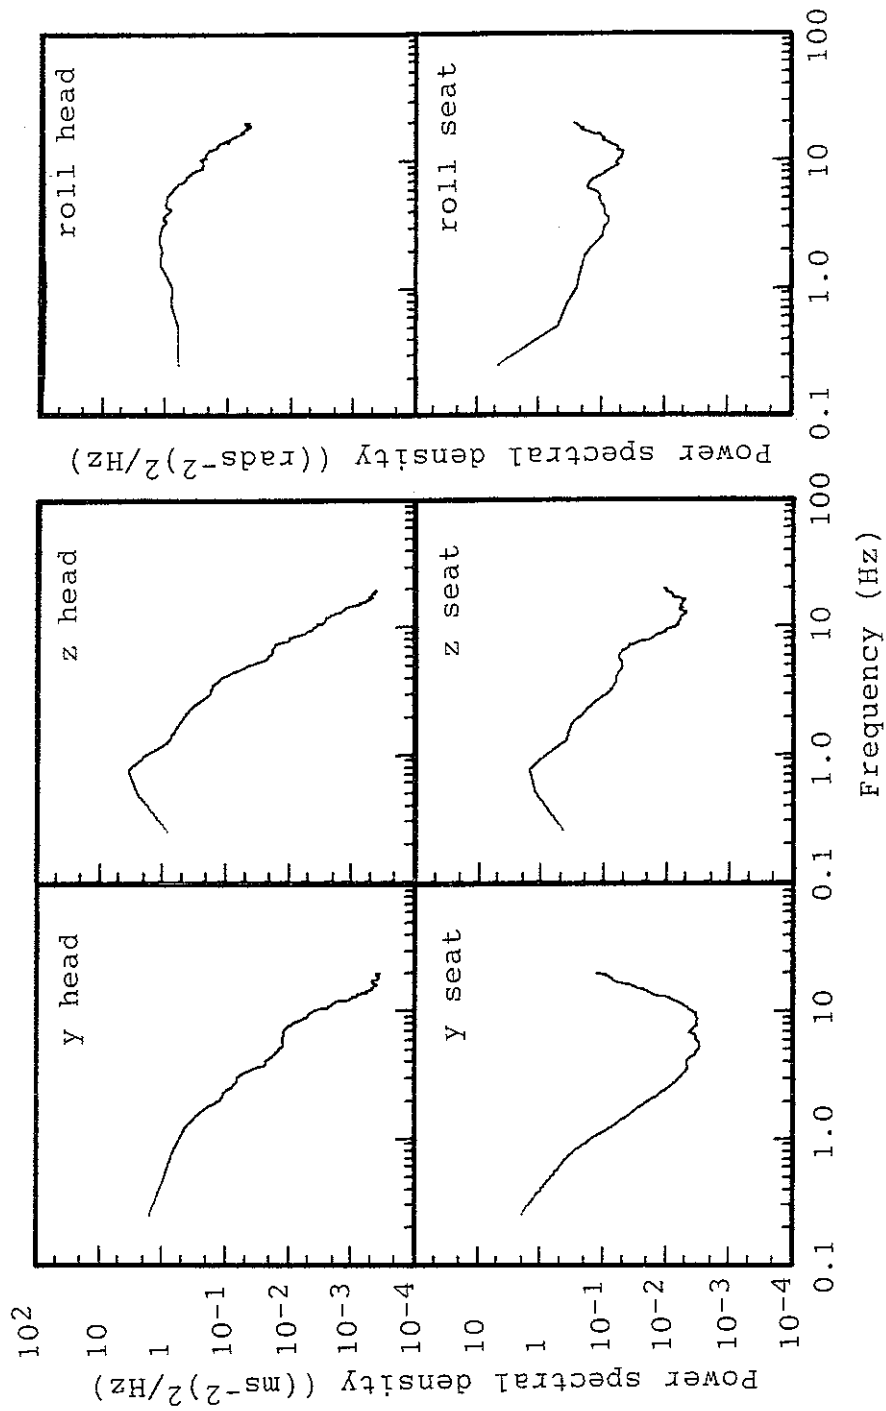 y head
z head
roll head
10²
10
1
10⁻¹
10⁻²
10⁻³
10⁻⁴
y seat
z seat
roll seat
10
1
10⁻¹
10⁻²
10⁻³
10⁻⁴
Power spectral density ((ms⁻²)²/Hz)
Power spectral density ((rads⁻²)²/Hz)
0.1
1.0
10
0.1
1.0
10
100
0.1
1.0
10
100
Frequency (Hz)